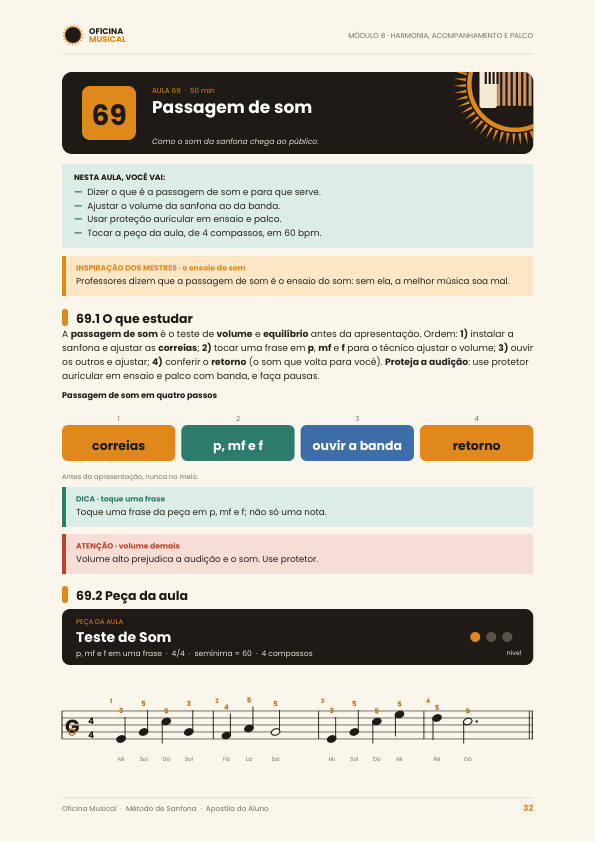 OFICINA
MUSICAL
MÓDULO 8 · HARMONIA, ACOMPANHAMENTO E PALCO
69
AULA 69 · 50 min
Passagem de som
Como o som da sanfona chega ao público.
NESTA AULA, VOCÊ VAI:
— Dizer o que é a passagem de som e para que serve.
— Ajustar o volume da sanfona ao da banda.
— Usar proteção auricular em ensaio e palco.
— Tocar a peça da aula, de 4 compassos, em 60 bpm.
INSPIRAÇÃO DOS MESTRES · o ensaio do som
Professores dizem que a passagem de som é o ensaio do som: sem ela, a melhor música soa mal.
69.1 O que estudar
A passagem de som é o teste de volume e equilíbrio antes da apresentação. Ordem: 1) instalar a
sanfona e ajustar as correias; 2) tocar uma frase em p, mf e f para o técnico ajustar o volume; 3) ouvir
os outros e ajustar; 4) conferir o retorno (o som que volta para você). Proteja a audição: use protetor
auricular em ensaio e palco com banda, e faça pausas.
Passagem de som em quatro passos
1 2 3 4
correias p, mf e f ouvir a banda retorno
Antes da apresentação, nunca no meio.
DICA · toque uma frase
Toque uma frase da peça em p, mf e f; não só uma nota.
ATENÇÃO · volume demais
Volume alto prejudica a audição e o som. Use protetor.
69.2 Peça da aula
PEÇA DA AULA
Teste de Som
p, mf e f em uma frase · 4/4 · semínima = 60 · 4 compassos
nível
1 3 5 5 3 2 4 5 5 3 3 5 5 5 4 5 5
G 4 4
Mi Sol Dó Sol Fá Lá Sol Mi Sol Dó Mi Ré Dó
Oficina Musical · Método de Sanfona · Apostila do Aluno
32